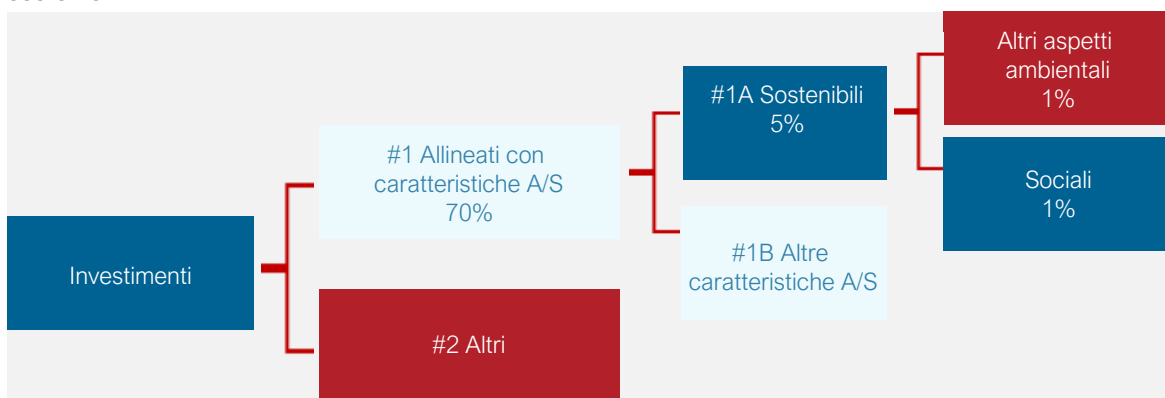 Altri aspetti
ambientali
1%
#1A Sostenibili
5%
#1 Allineati con
caratteristiche A/S
70%
Sociali
1%
#1B Altre
caratteristiche A/S
Investimenti
#2 Altri